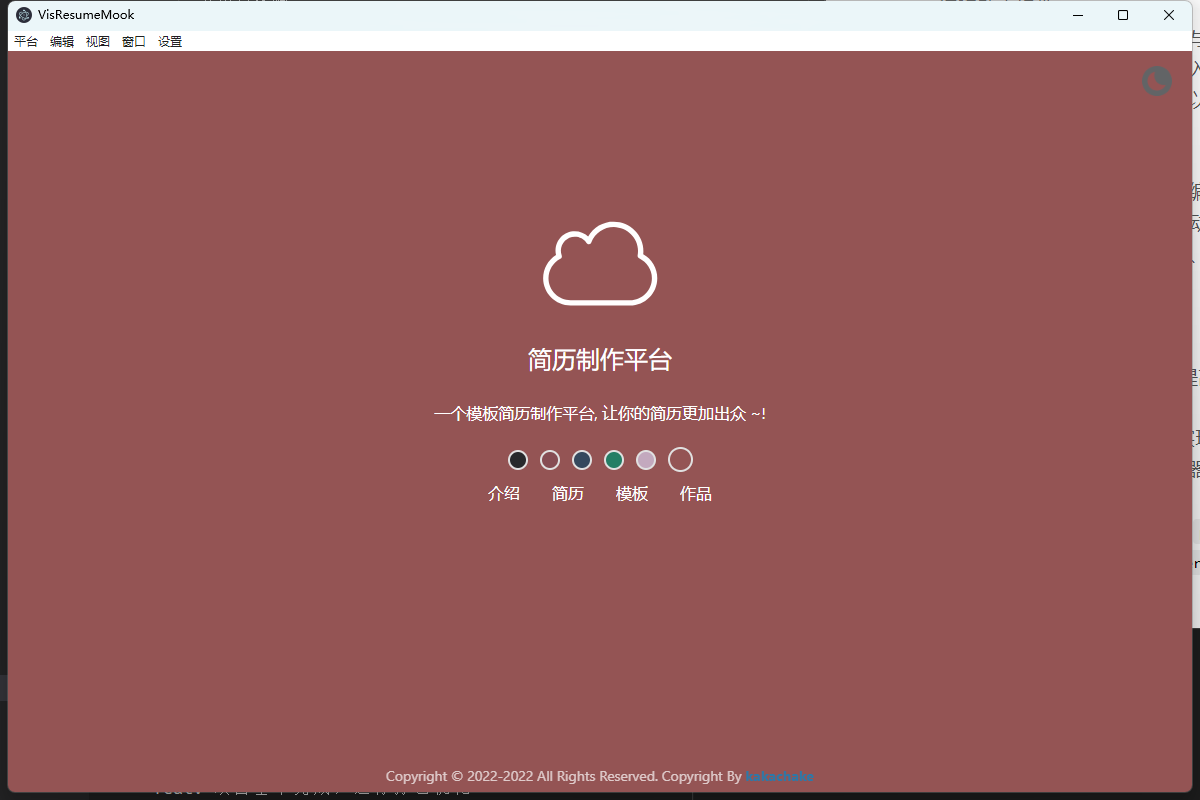 VisResumeMook
平台 编辑 视图 窗口 设置
简历制作平台
一个模板简历制作平台, 让你的简历更加出众 ~!
介绍 简历 模板 作品
Copyright © 2022-2022 All Rights Reserved. Copyright By